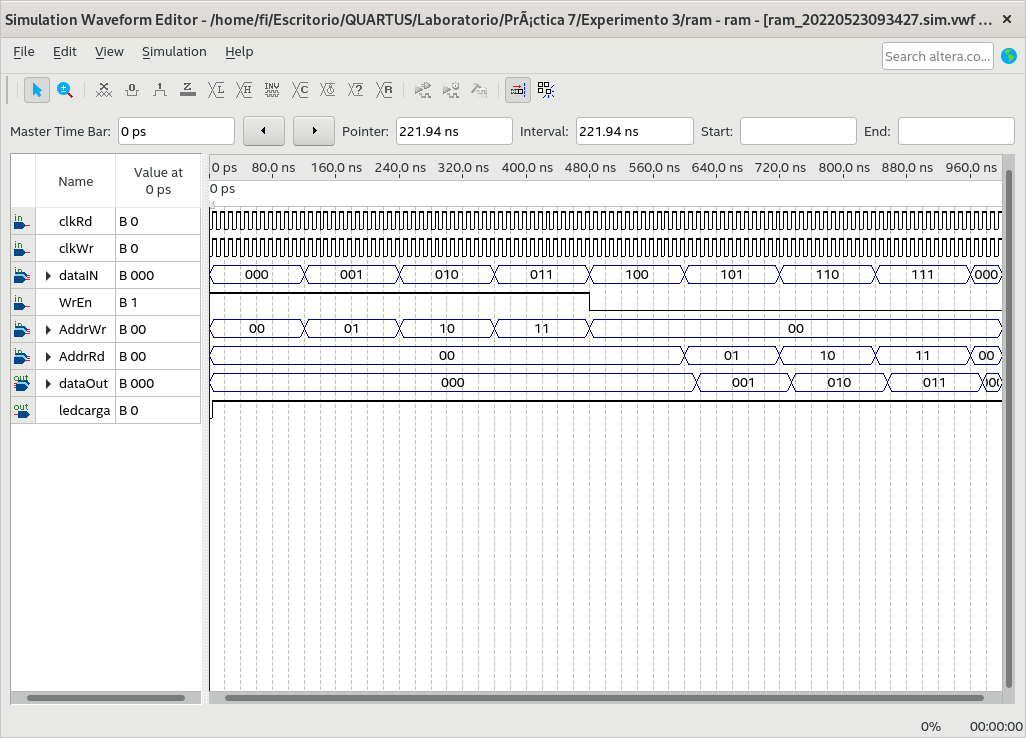 Simulation Waveform Editor - /home/fi/Escritorio/QUARTUS/Laboratorio/PrÃ¡ctica 7/Experimento 3/ram - ram - [ram_20220523093427.sim.vwf ... ×
File Edit View Simulation Help
Search altera.co...
Master Time Bar: 0 ps Pointer: 221.94 ns Interval: 221.94 ns Start: End:
Name Value at 0 ps
0 ps 80.0 ns 160.0 ns 240.0 ns 320.0 ns 400.0 ns 480.0 ns 560.0 ns 640.0 ns 720.0 ns 800.0 ns 880.0 ns 960.0 ns
0 ps
in clkRd B 0
in clkWr B 0
in dataIN B 000 000 001 010 011 100 101 110 111 000
in WrEn B 1
in AddrWr B 00 00 01 10 11 00
in AddrRd B 00 00 01 10 11 00
out dataOut B 000 000 001 010 011
out ledcarga B 0
0% 00:00:00